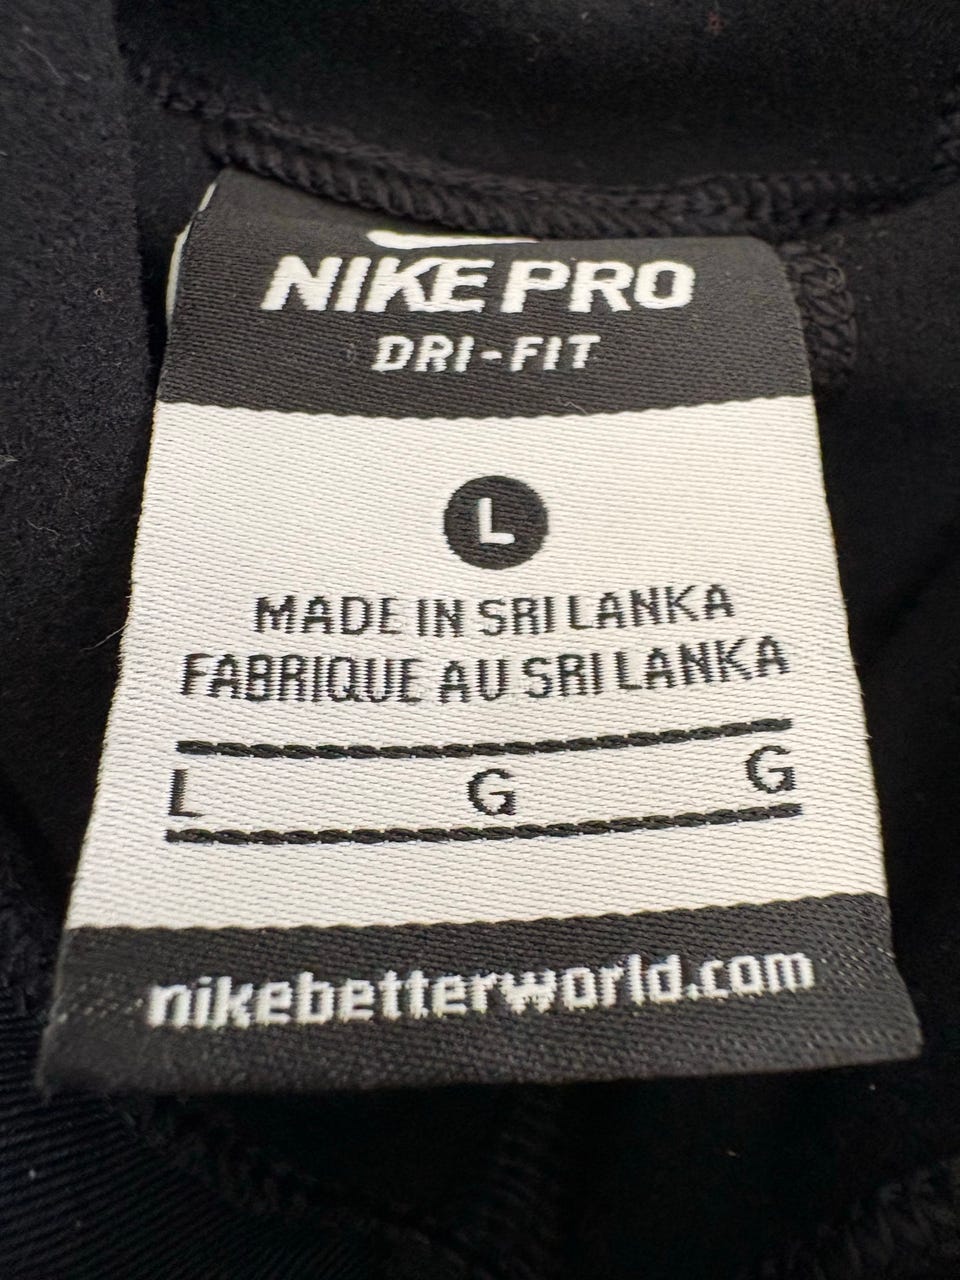 NIKE PRO
DRI-FIT
L
MADE IN SRI LANKA
FABRIQUE AU SRI LANKA
L G G
nikebetterworld.com